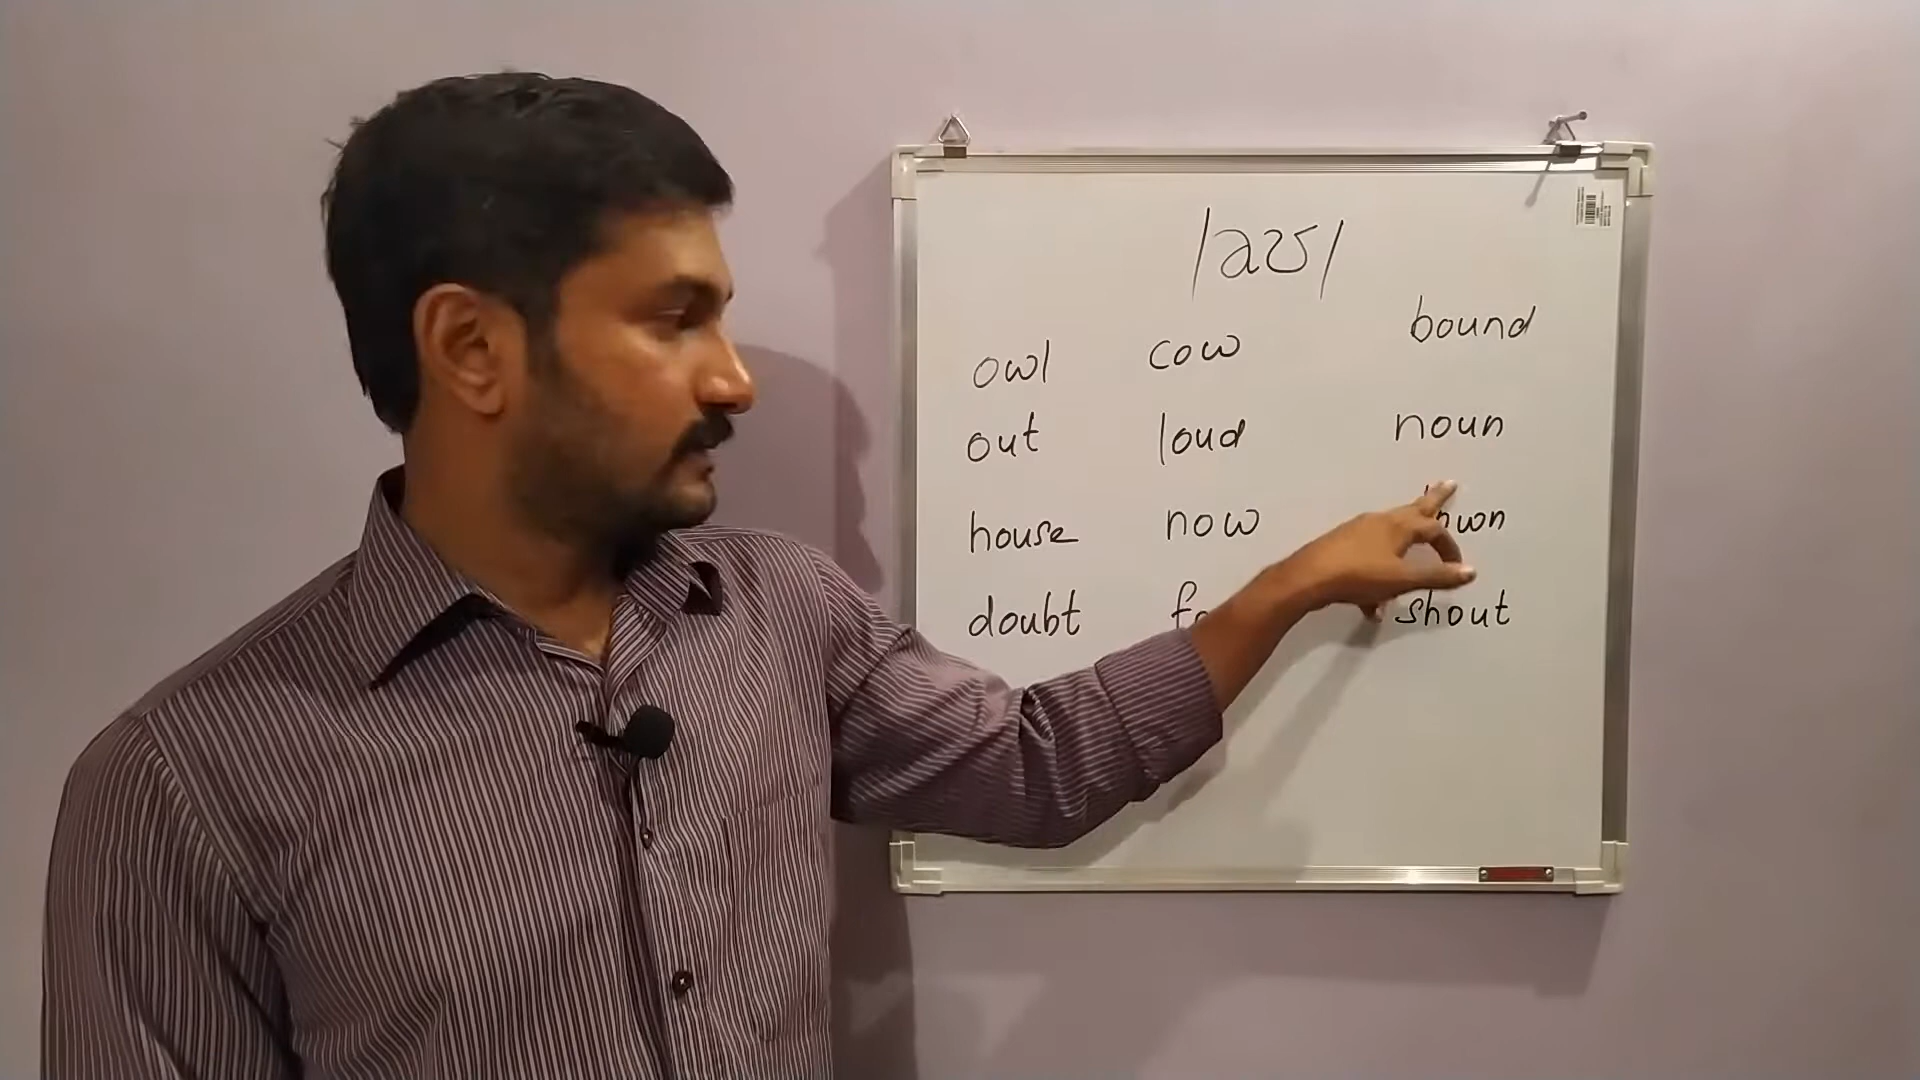 /aʊ/
owl cow bound
out loud noun
house now
doubt shout